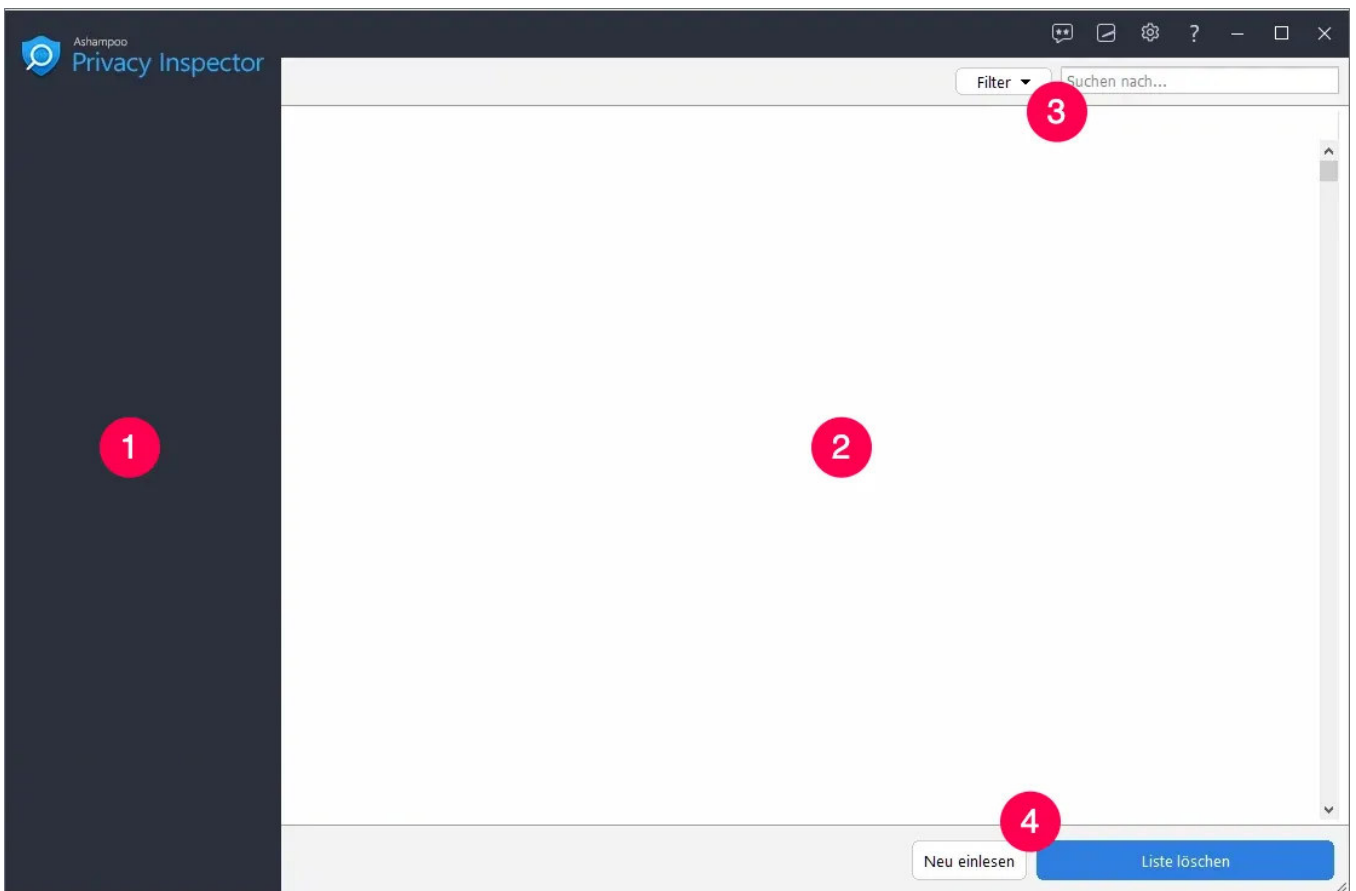 Ashampoo
Privacy Inspector
?
Filter
Suchen nach...
3
1
2
4
Neu einlesen
Liste löschen